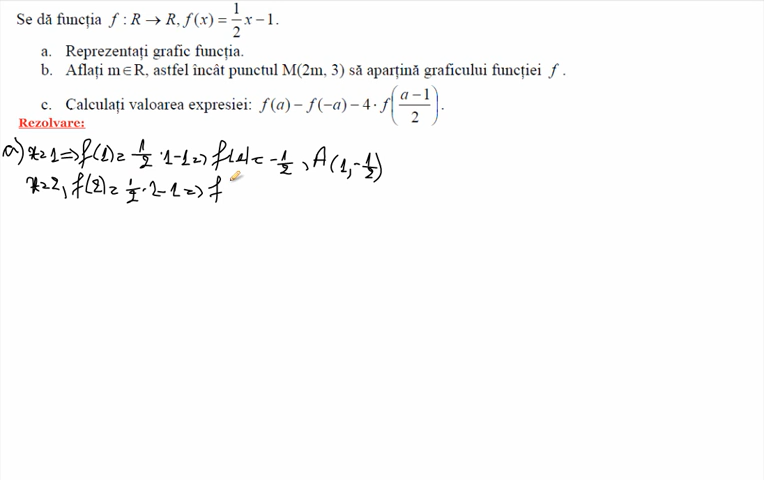 Se dă funcția f : R → R, f(x) = 1/2 x − 1.
a. Reprezentați grafic funcția.
b. Aflați m∈R, astfel încât punctul M(2m, 3) să aparțină graficului funcției f .
c. Calculați valoarea expresiei: f(a) − f(−a) − 4 · f((a−1)/2).
Rezolvare:
a) x=1 => f(1) = 1/2 · 1-1 => f(1) = -1/2, A(1, -1/2)
x=2, f(2) = 1/2 · 2-1 => f